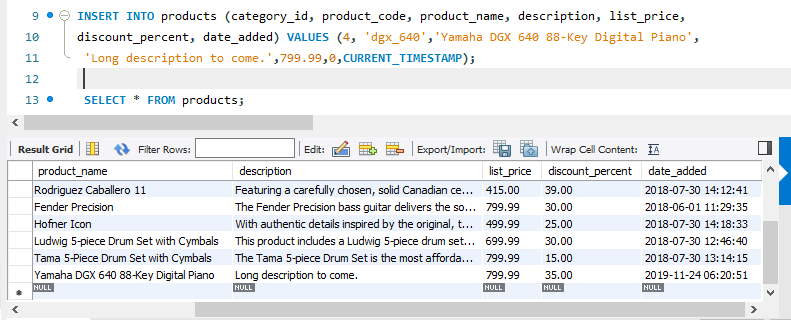 9 INSERT INTO products (category_id, product_code, product_name, description, list_price,
10 discount_percent, date_added) VALUES (4, 'dgx_640','Yamaha DGX 640 88-Key Digital Piano',
11 'Long description to come.',799.99,0,CURRENT_TIMESTAMP);
12
13 SELECT * FROM products;
Result Grid Filter Rows: Edit: Export/Import: Wrap Cell Content:
product_name description list_price discount_percent date_added
Rodriguez Caballero 11 Featuring a carefully chosen, solid Canadian ce... 415.00 39.00 2018-07-30 14:12:41
Fender Precision The Fender Precision bass guitar delivers the so... 799.99 30.00 2018-06-01 11:29:35
Hofner Icon With authentic details inspired by the original, t... 499.99 25.00 2018-07-30 14:18:33
Ludwig 5-piece Drum Set with Cymbals This product includes a Ludwig 5-piece drum set... 699.99 30.00 2018-07-30 12:46:40
Tama 5-Piece Drum Set with Cymbals The Tama 5-piece Drum Set is the most afforda... 799.99 15.00 2018-07-30 13:14:15
Yamaha DGX 640 88-Key Digital Piano Long description to come. 799.99 35.00 2019-11-24 06:20:51
NULL NULL NULL NULL NULL